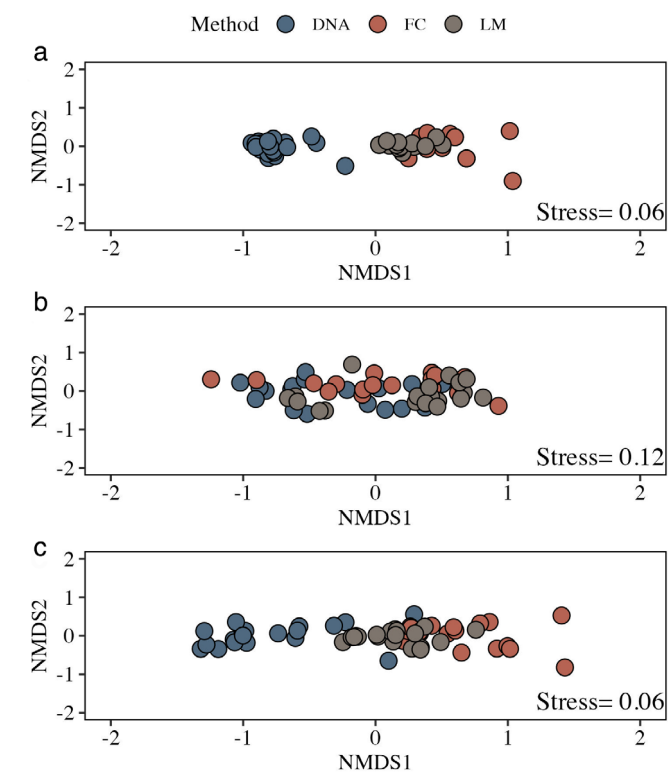 Method DNA FC LM
a
2
1
0
-1
-2
NMDS2
Stress= 0.06
-2 -1 0 1 2
NMDS1
b
2
1
0
-1
-2
NMDS2
Stress= 0.12
-2 -1 0 1 2
NMDS1
c
2
1
0
-1
-2
NMDS2
Stress= 0.06
-2 -1 0 1 2
NMDS1